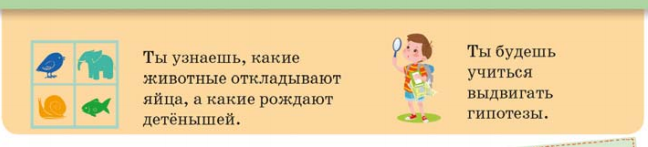 Ты узнаешь, какие
животные откладывают
яйца, а какие рождают
детёнышей.
Ты будешь
учиться
выдвигать
гипотезы.